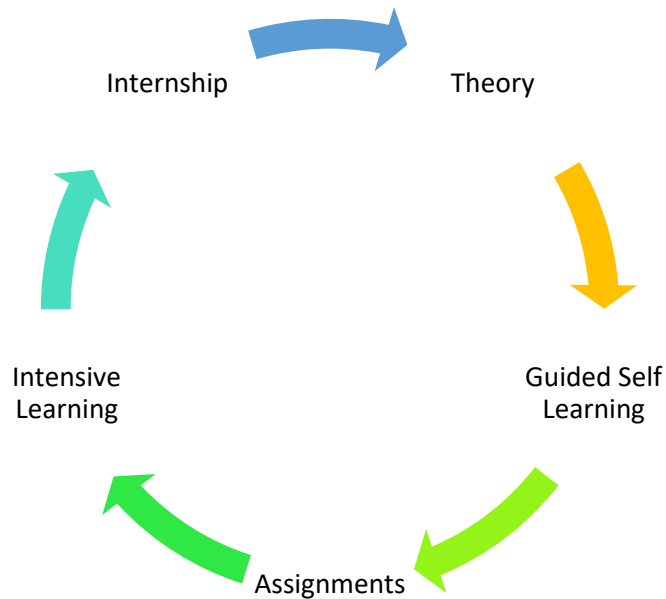 Internship
Theory
Intensive
Learning
Guided Self
Learning
Assignments